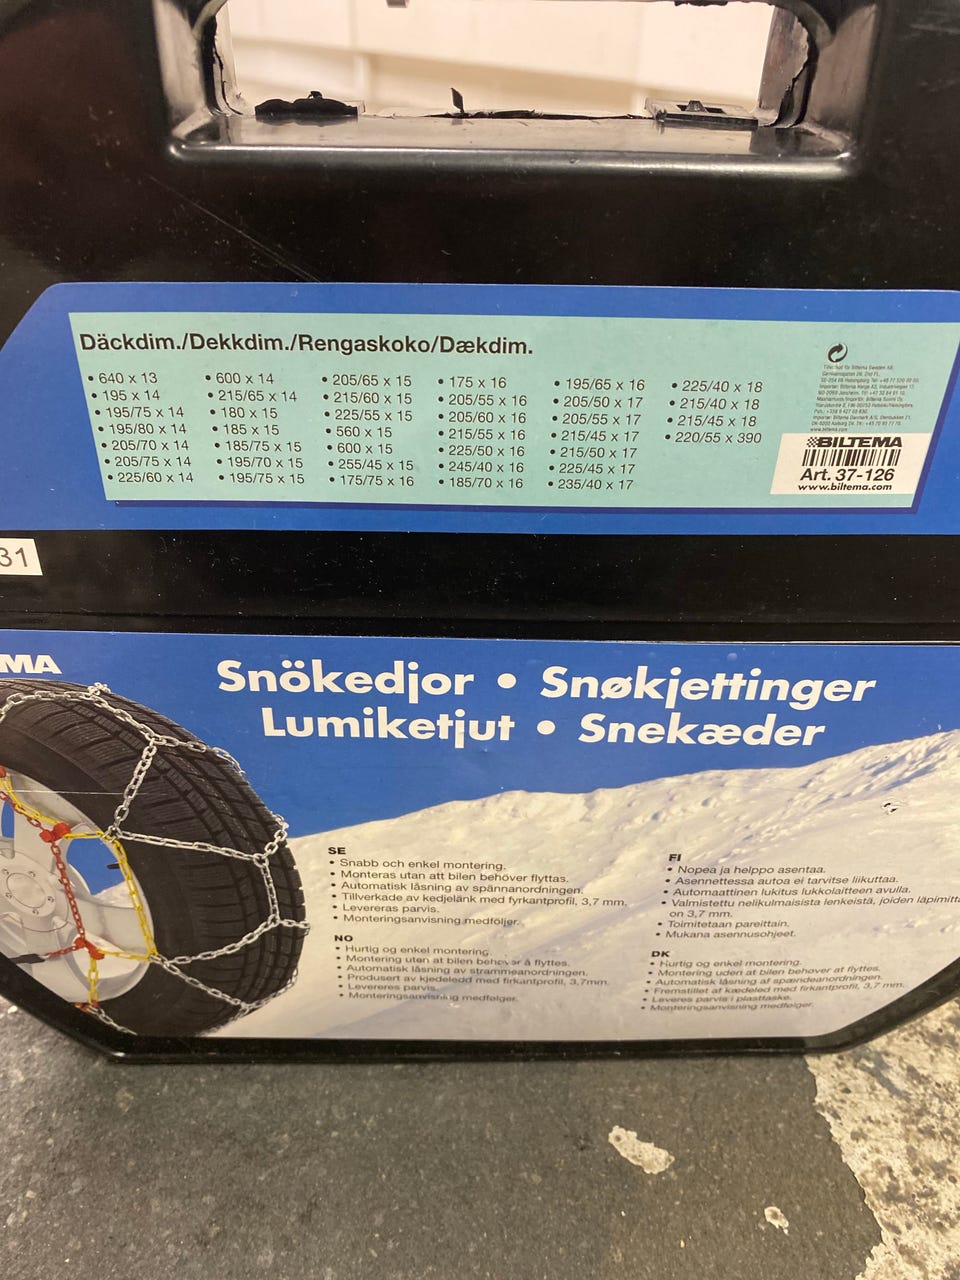 Däckdim./Dekkdim./Rengaskoko/Dækdim.
• 640 x 13
• 195 x 14
• 195/75 x 14
• 195/80 x 14
• 205/70 x 14
• 205/75 x 14
• 225/60 x 14
• 600 x 14
• 215/65 x 14
• 180 x 15
• 185 x 15
• 185/75 x 15
• 195/70 x 15
• 195/75 x 15
• 205/65 x 15
• 215/60 x 15
• 225/55 x 15
• 560 x 15
• 600 x 15
• 255/45 x 15
• 175/75 x 16
• 175 x 16
• 205/55 x 16
• 205/60 x 16
• 215/55 x 16
• 225/50 x 16
• 245/40 x 16
• 185/70 x 16
• 195/65 x 16
• 205/50 x 17
• 205/55 x 17
• 215/45 x 17
• 215/50 x 17
• 225/45 x 17
• 235/40 x 17
• 225/40 x 18
• 215/40 x 18
• 215/45 x 18
• 220/55 x 390
www.biltema.com
BILTEMA
Art. 37-126
www.biltema.com
31
MA
Snökedjor • Snøkjettinger
Lumiketjut • Snekæder
SE
• Snabb och enkel montering.
• Monteras utan att bilen behöver flyttas.
• Automatisk låsning av spännanordningen.
• Tillverkade av kedjelänk med fyrkantprofil, 3,7 mm.
• Levereras parvis.
• Monteringsanvisning medföljer.
NO
• Hurtig og enkel montering.
• Montering uten at bilen behøver å flyttes.
• Automatisk låsning av strammeanordningen.
• Produsert av kjedeledd med firkantprofil, 3,7mm.
• Levereres parvis.
• Monteringsanvisning medfølger.
FI
• Nopea ja helppo asentaa.
• Asennettessa autoa ei tarvitse liikuttaa.
• Automaattinen lukitus lukkolaitteen avulla.
• Valmistettu nelikulmaisista lenkeistä, joiden läpimitta
on 3,7 mm.
• Toimitetaan pareittain.
• Mukana asennusohjeet.
DK
• Hurtig og enkel montering.
• Montering uden at bilen behøver at flyttes.
• Automatisk låsning af spændeanordningen.
• Fremstillet af kædeled med firkantprofil, 3,7 mm.
• Leveres parvis i plasttaske.
• Monteringsanvisning medfølger.